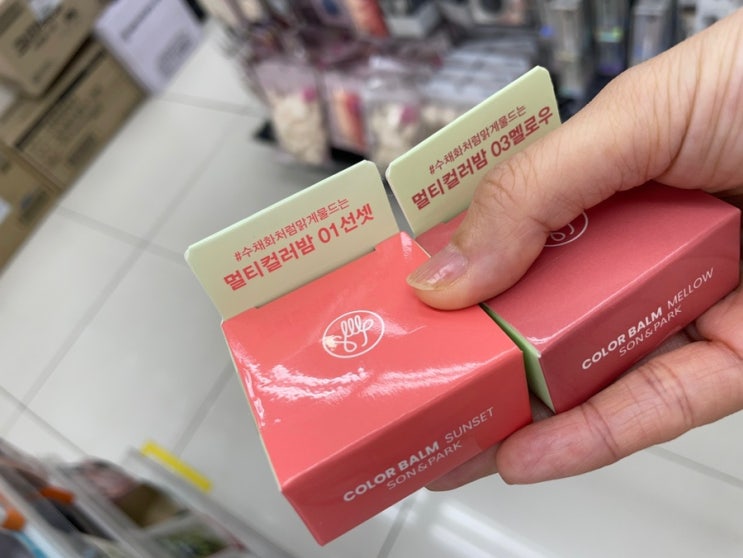 #수채화처럼맑게물드는
멀티컬러밤 01선셋
#수채화처럼맑게물드는
멀티컬러밤 03멜로우
COLOR BALM SUNSET
SON&PARK
COLOR BALM MELLOW
SON&PARK